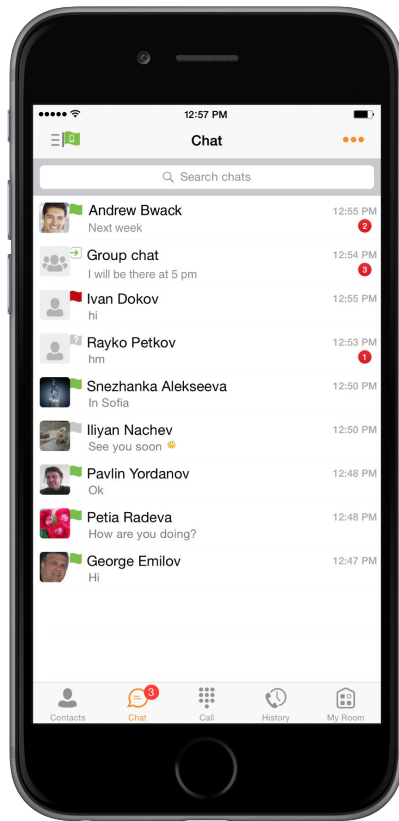 12:57 PM
Chat
Search chats
Andrew Bwack 12:55 PM
Next week 2
Group chat 12:54 PM
I will be there at 5 pm 3
Ivan Dokov 12:55 PM
hi
?
Rayko Petkov 12:53 PM
hm 1
Snezhanka Alekseeva 12:50 PM
In Sofia
Iliyan Nachev 12:50 PM
See you soon
Pavlin Yordanov 12:48 PM
Ok
Petia Radeva 12:48 PM
How are you doing?
George Emilov 12:47 PM
Hi
3
Contacts Chat Call History My Room